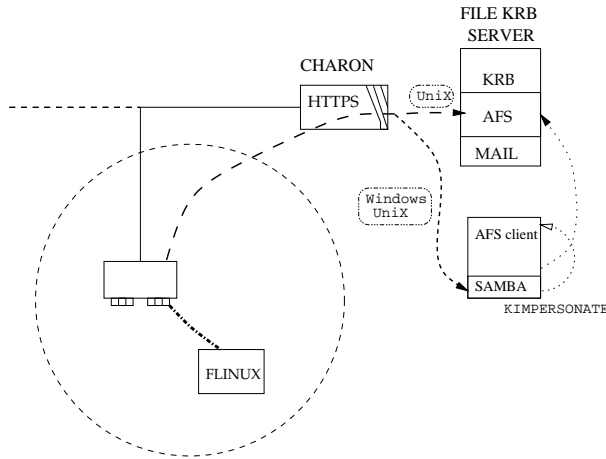 FILE KRB
SERVER
CHARON
KRB
HTTPS
UniX
AFS
MAIL
Windows
UniX
AFS client
SAMBA
KIMPERSONATE
FLINUX